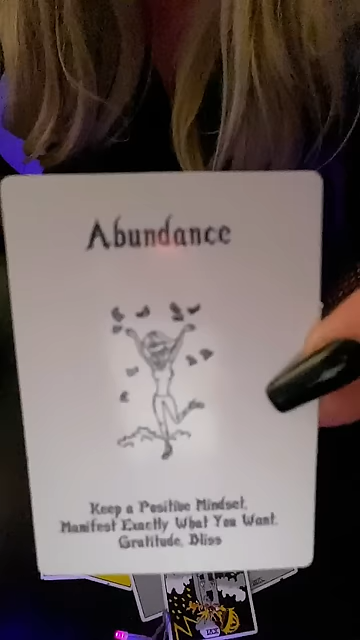 Abundance
Keep a Positive Mindset,
Manifest Exactly What You Want.
Gratitude, Bliss